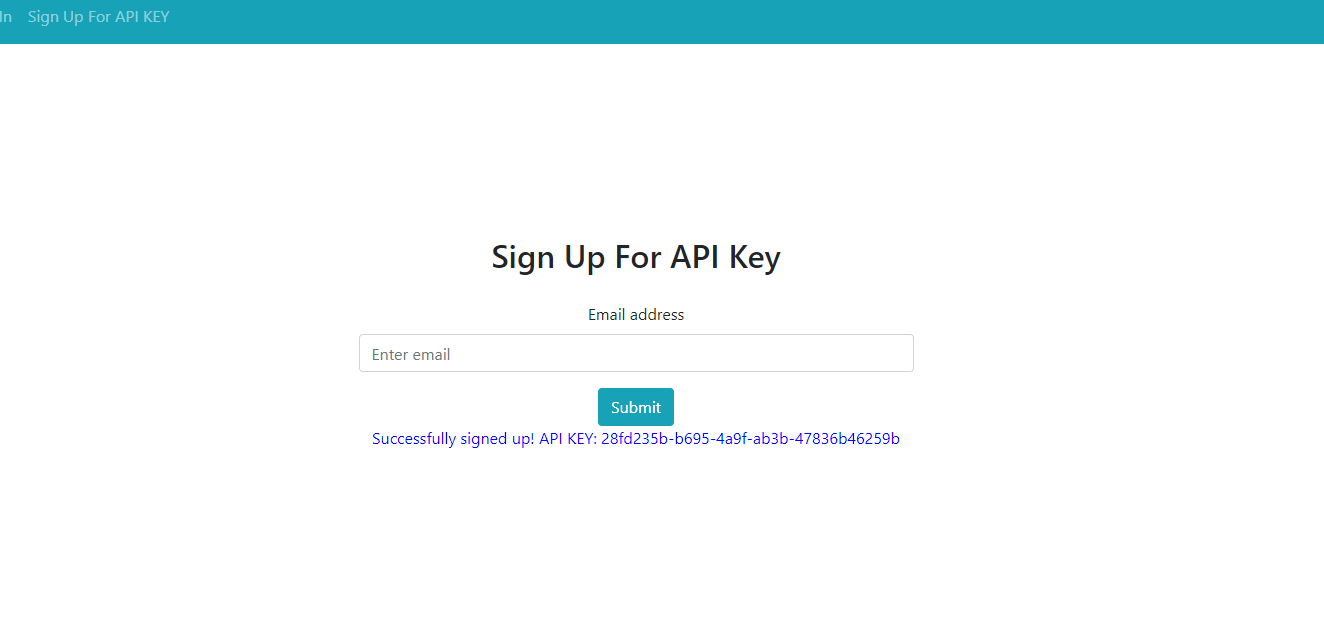 In Sign Up For API KEY
Sign Up For API Key
Email address
Enter email
Submit
Successfully signed up! API KEY: 28fd235b-b695-4a9f-ab3b-47836b46259b